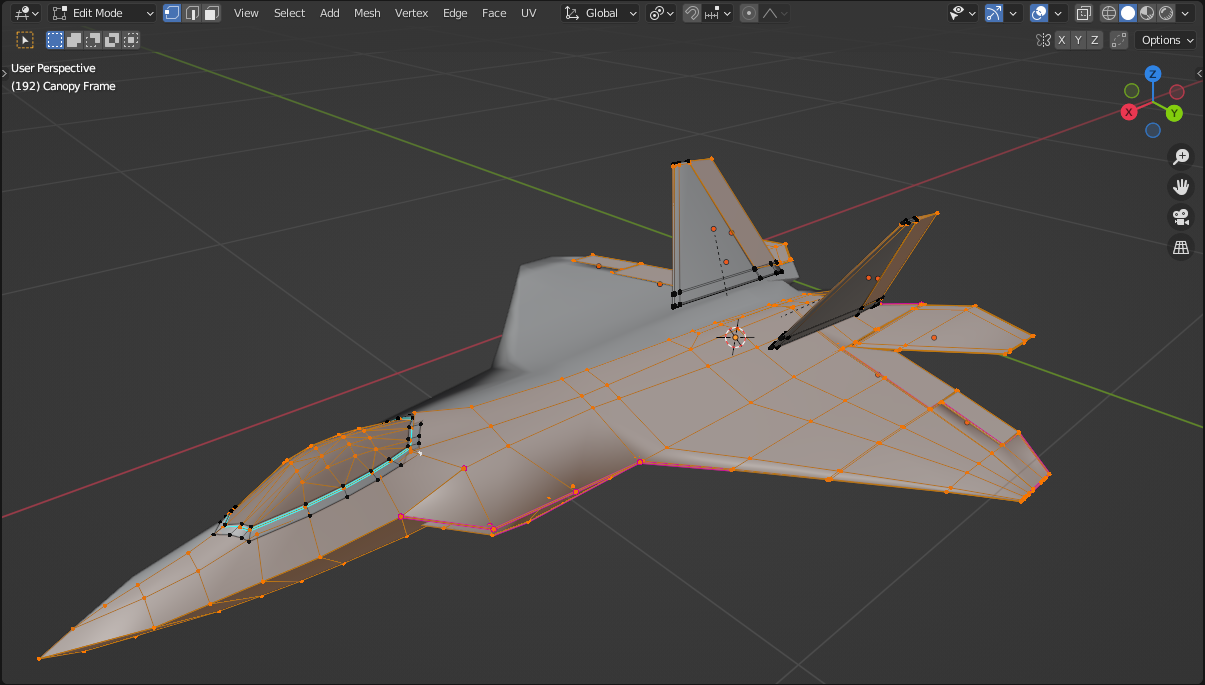 Edit Mode View Select Add Mesh Vertex Edge Face UV Global
X Y Z Options
User Perspective
(192) Canopy Frame
Z
X
Y